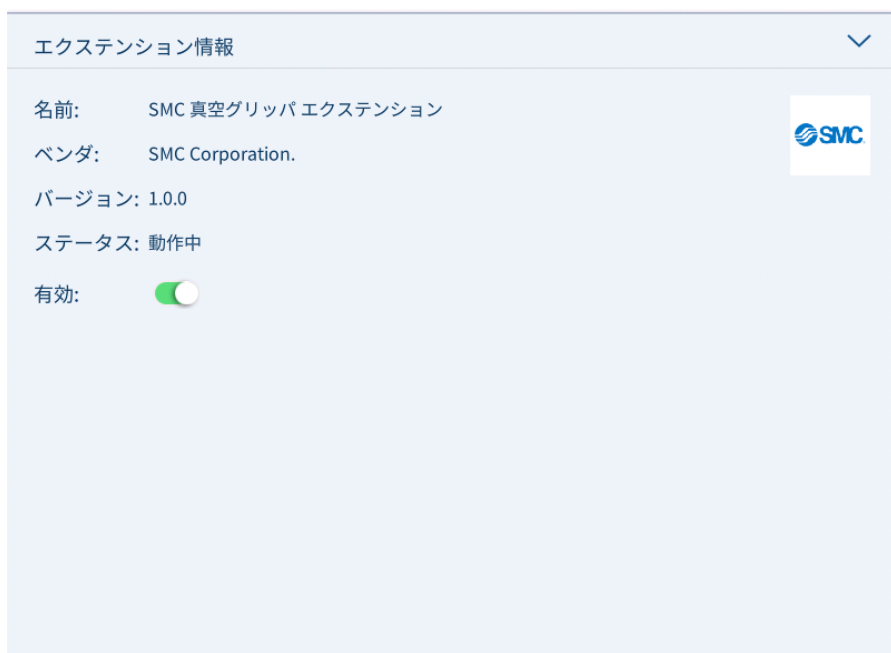 エクステンション情報
名前: SMC 真空グリッパ エクステンション
SMC
ベンダ: SMC Corporation.
バージョン: 1.0.0
ステータス: 動作中
有効: